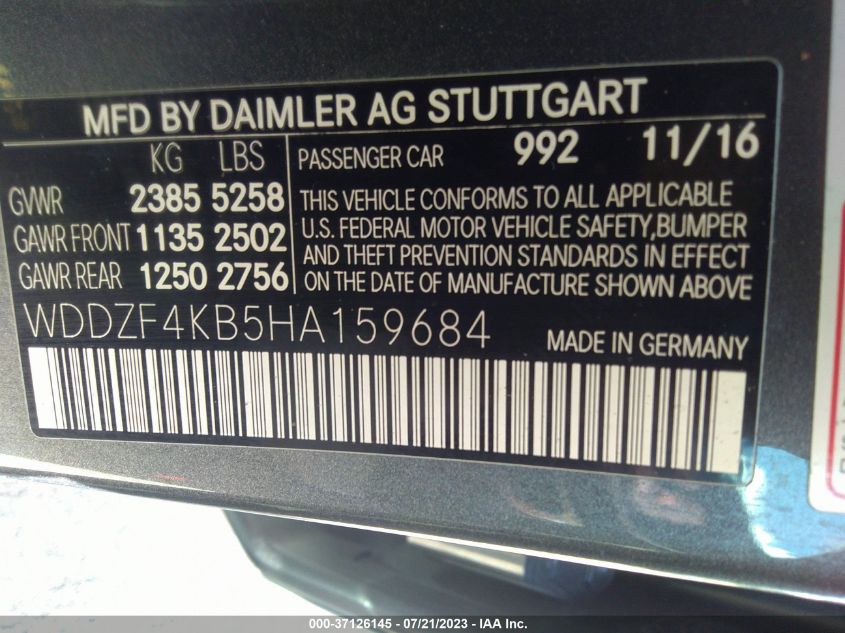 MFD BY DAIMLER AG STUTTGART
KG LBS
GVWR 2385 5258
GAWR FRONT 1135 2502
GAWR REAR 1250 2756
PASSENGER CAR 992 11/16
THIS VEHICLE CONFORMS TO ALL APPLICABLE
U.S. FEDERAL MOTOR VEHICLE SAFETY,BUMPER
AND THEFT PREVENTION STANDARDS IN EFFECT
ON THE DATE OF MANUFACTURE SHOWN ABOVE
WDDZF4KB5HA159684 MADE IN GERMANY
000-37126145 - 07/21/2023 - IAA Inc.